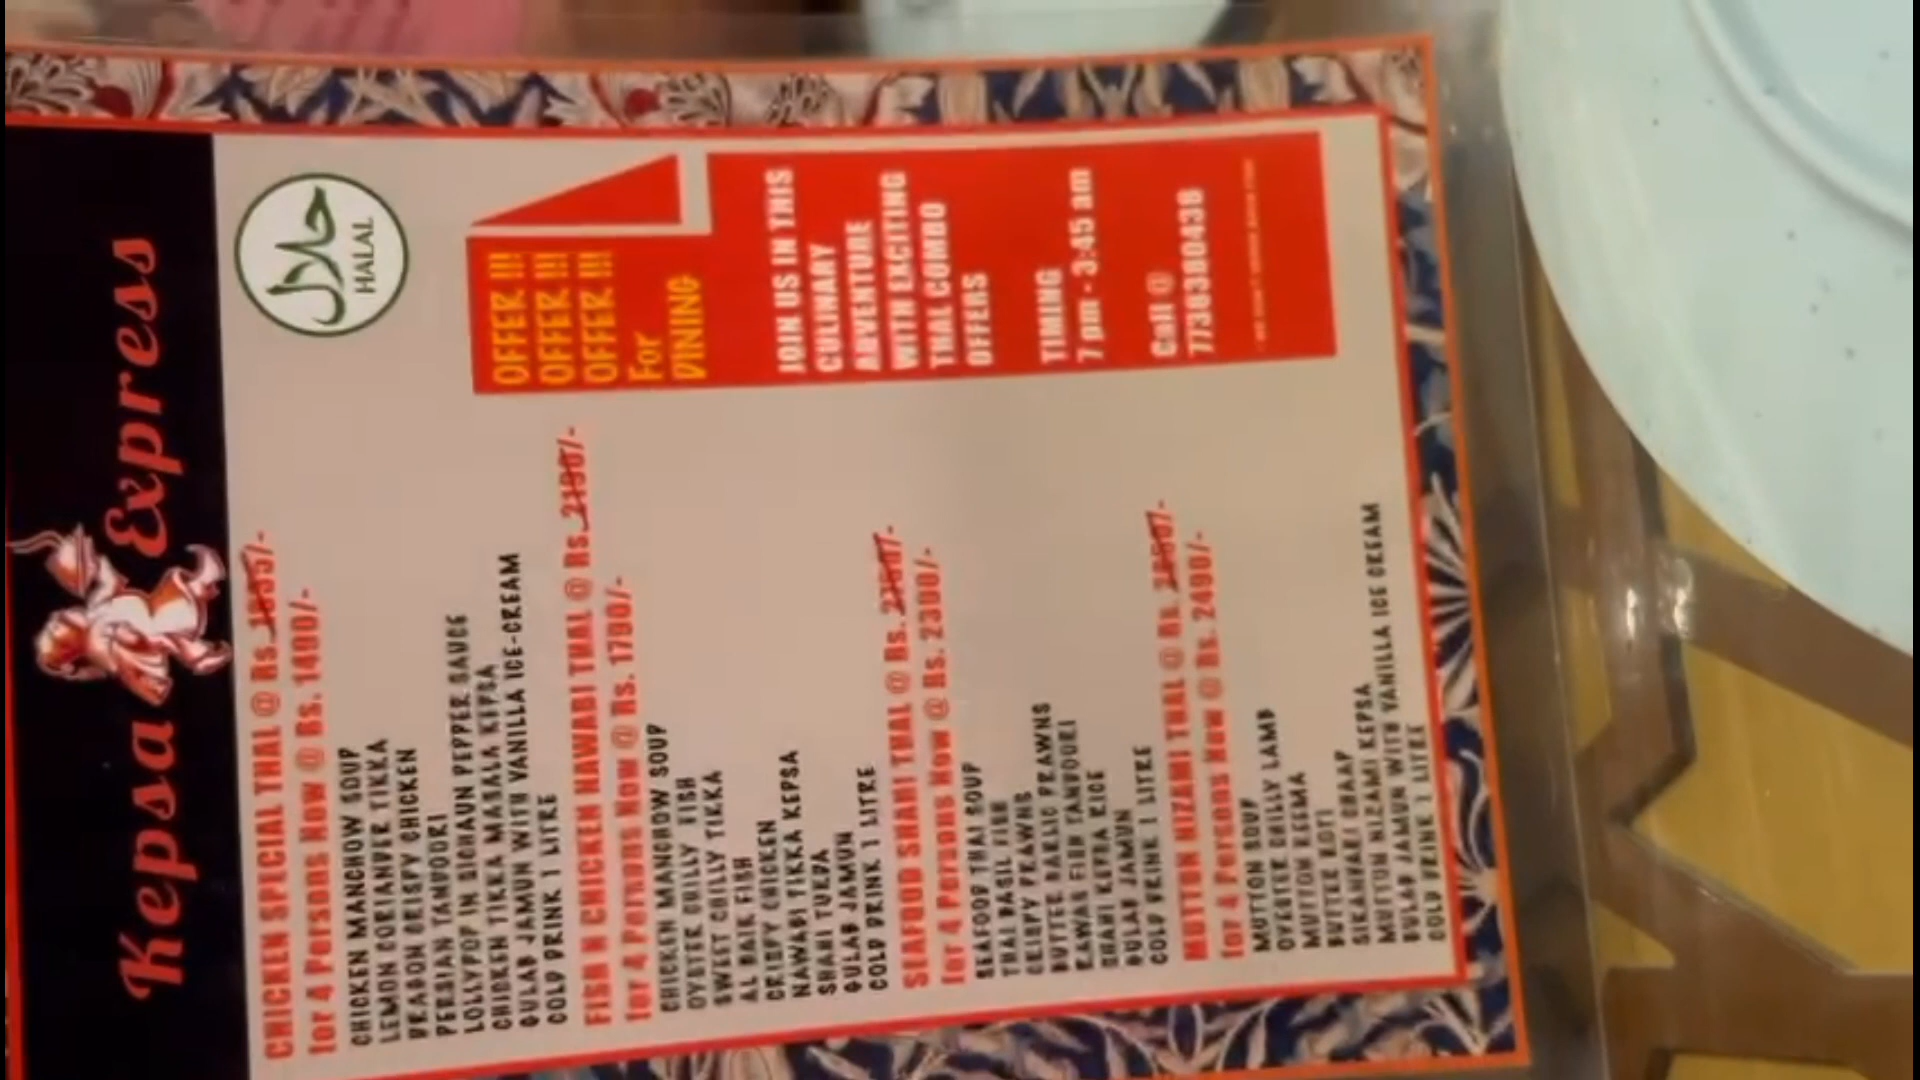 Kepsa Express
حلال
HALAL
CHICKEN SPECIAL THAL @ Rs.
for 4 Persons Now @ Rs. 1490/-
CHICKEN MANCHOW SOUP
LEMON CORIANDER TIKKA
DRAGON CRISPY CHICKEN
PERSIAN TANDOORI
LOLLYPOP IN SICHAUN PEPPER SAUCE
CHICKEN TIKKA MASALA KEPSA
GULAB JAMUN WITH VANILLA ICE-CREAM
COLD DRINK 1 LITRE
FISH N CHICKEN NAWABI THAL @ Rs.
for 4 Persons Now @ Rs. 1790/-
CHICKEN MANCHOW SOUP
OYSTER CHILLY FISH
SWEET CHILLY TIKKA
AL BAIK FISH
CRISPY CHICKEN
NAWABI TIKKA KEPSA
SHAHI TUKDA
GULAB JAMUN
COLD DRINK 1 LITRE
SEAFOOD SHAHI THAL @ Rs.
for 4 Persons Now @ Rs. 2300/-
SEAFOOD THAI SOUP
THAI BASIL FISH
CRISPY PRAWNS
BUTTER GARLIC PRAWNS
RAWAS FISH TANDOORI
SHAHI KEPSA RICE
GULAB JAMUN
COLD DRINK 1 LITRE
MUTTON NIZAMI THAL @ Rs.
for 4 Persons Now @ Rs. 2490/-
MUTTON SOUP
OYSTER CHILLY LAMB
MUTTON KEEMA
BUTTER ROTI
SIKANDARI CHAAP
MUTTON NIZAMI KEPSA
GULAB JAMUN WITH VANILLA ICE CREAM
COLD DRINK 1 LITRE
OFFER !!!
OFFER !!!
OFFER !!!
For
DINING
JOIN US IN THIS
CULINARY
ADVENTURE
WITH EXCITING
THAL COMBO
OFFERS
TIMING
7 pm - 3:45 am
Call @
7738380438